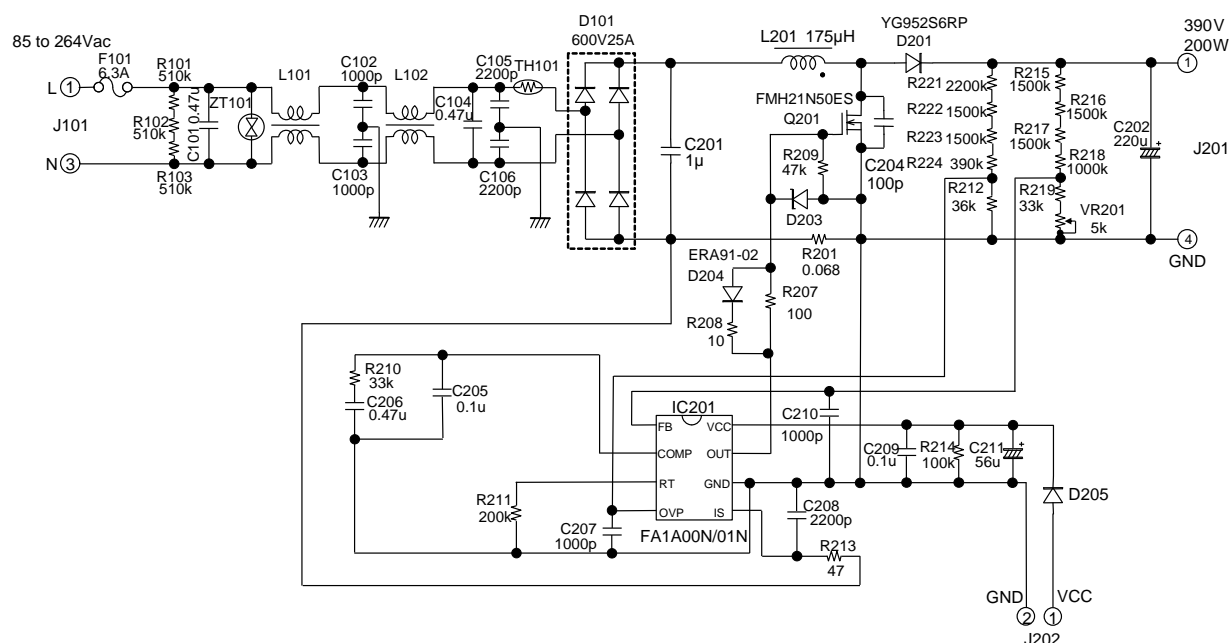 85 to 264Vac
F101
6.3A
L 1
J101
N 3
R101
510k
R102
510k
R103
510k
C101 0.47u
ZT101
L101
C102
1000p
C103
1000p
L102
C104
0.47u
C105
2200p
C106
2200p
TH101
D101
600V25A
C201
1μ
L201 175μH
YG952S6RP
D201
FMH21N50ES
Q201
R209
47k
C204
100p
D203
R221
2200k
R222
1500k
R223
1500k
R224
390k
R212
36k
R215
1500k
R216
1500k
R217
1500k
R218
1000k
R219
33k
VR201
5k
C202
220u
+
390V
200W
1
J201
4
GND
R201
0.068
ERA91-02
D204
R208
10
R207
100
R210
33k
C206
0.47u
C205
0.1u
R211
200k
IC201
FB
VCC
COMP
OUT
RT
GND
OVP
IS
FA1A00N/01N
C207
1000p
C210
1000p
C208
2200p
R213
47
C209
0.1u
R214
100k
C211
56u
+
D205
GND
VCC
2
1
J202